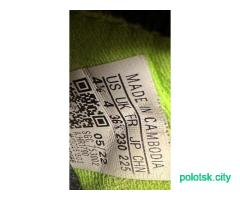 MADE IN CAMBODIA
US UK FR JP CHN
4½ 4 36⅔ 230 225
05/22
polotsk.city